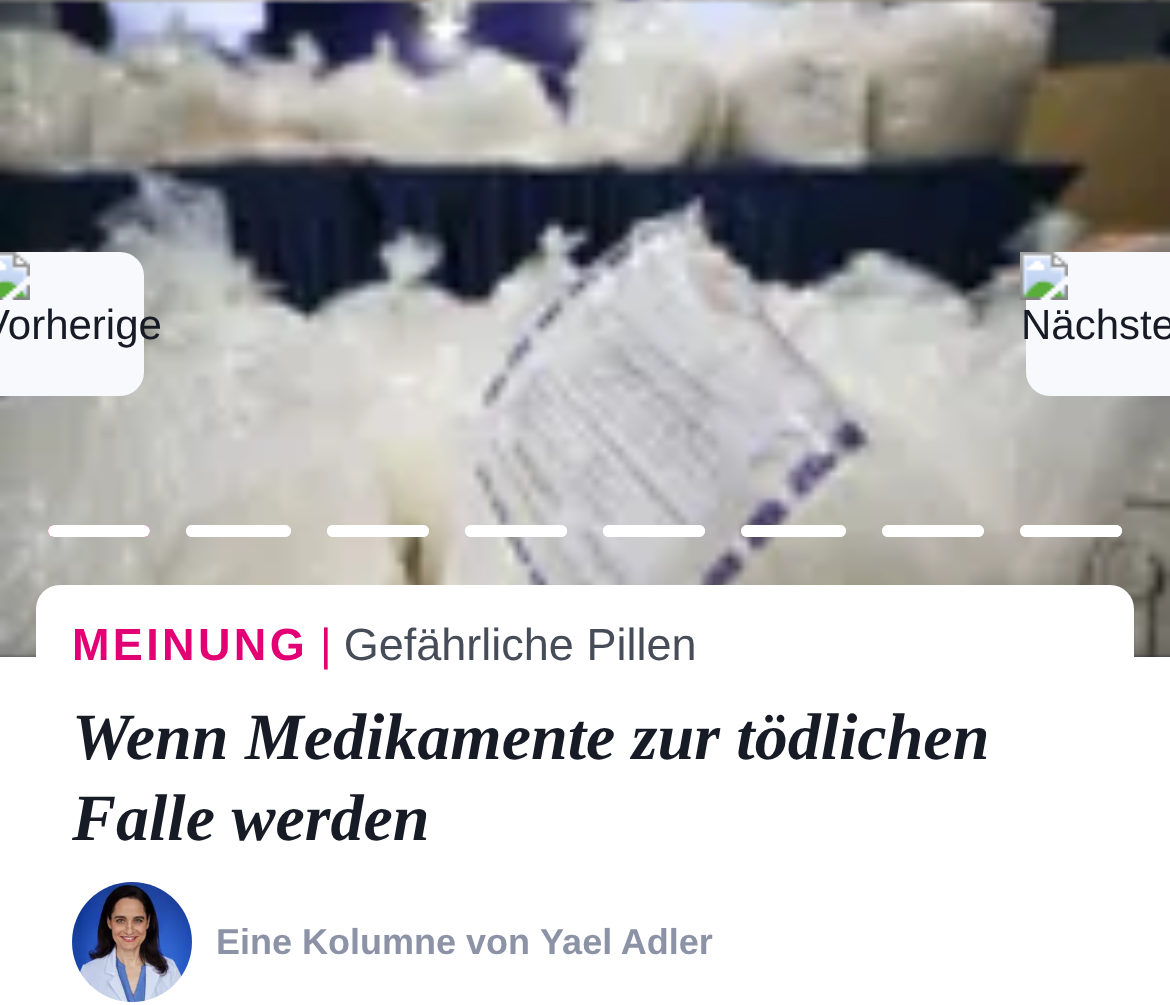 Vorherige
Nächste
MEINUNG | Gefährliche Pillen
Wenn Medikamente zur tödlichen
Falle werden
Eine Kolumne von Yael Adler